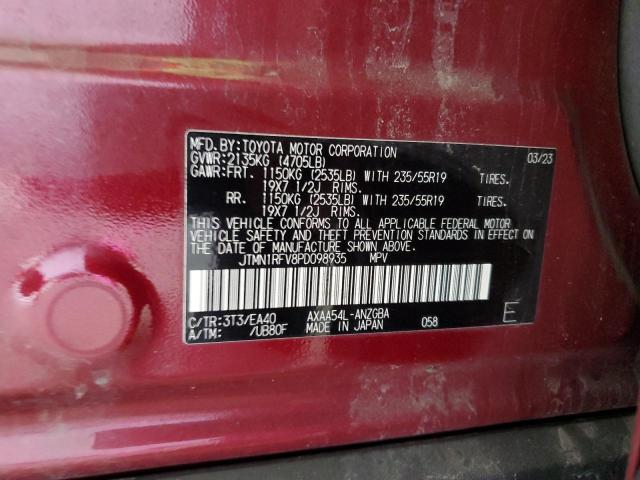 MFD.BY:TOYOTA MOTOR CORPORATION 03/23
GVWR:2135KG (4705LB)
GAWR:FRT. 1150KG (2535LB) WITH 235/55R19 TIRES.
19X7 1/2J RIMS.
RR. 1150KG (2535LB) WITH 235/55R19 TIRES.
19X7 1/2J RIMS.
THIS VEHICLE CONFORMS TO ALL APPLICABLE FEDERAL MOTOR
VEHICLE SAFETY AND THEFT PREVENTION STANDARDS IN EFFECT ON
THE DATE OF MANUFACTURE SHOWN ABOVE.
JTMN1RFV8PD098935 MPV
C/TR:3T3/EA40 AXAA54L-ANZGBA
A/TM: /UB80F MADE IN JAPAN 058
E